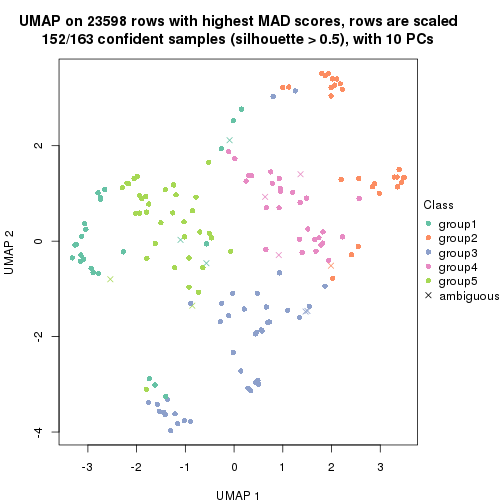 UMAP on 23598 rows with highest MAD scores, rows are scaled
152/163 confident samples (silhouette > 0.5), with 10 PCs
UMAP 2
2
0
-2
-4
-3
-2
-1
0
1
2
3
UMAP 1
Class
group1
group2
group3
group4
group5
ambiguous